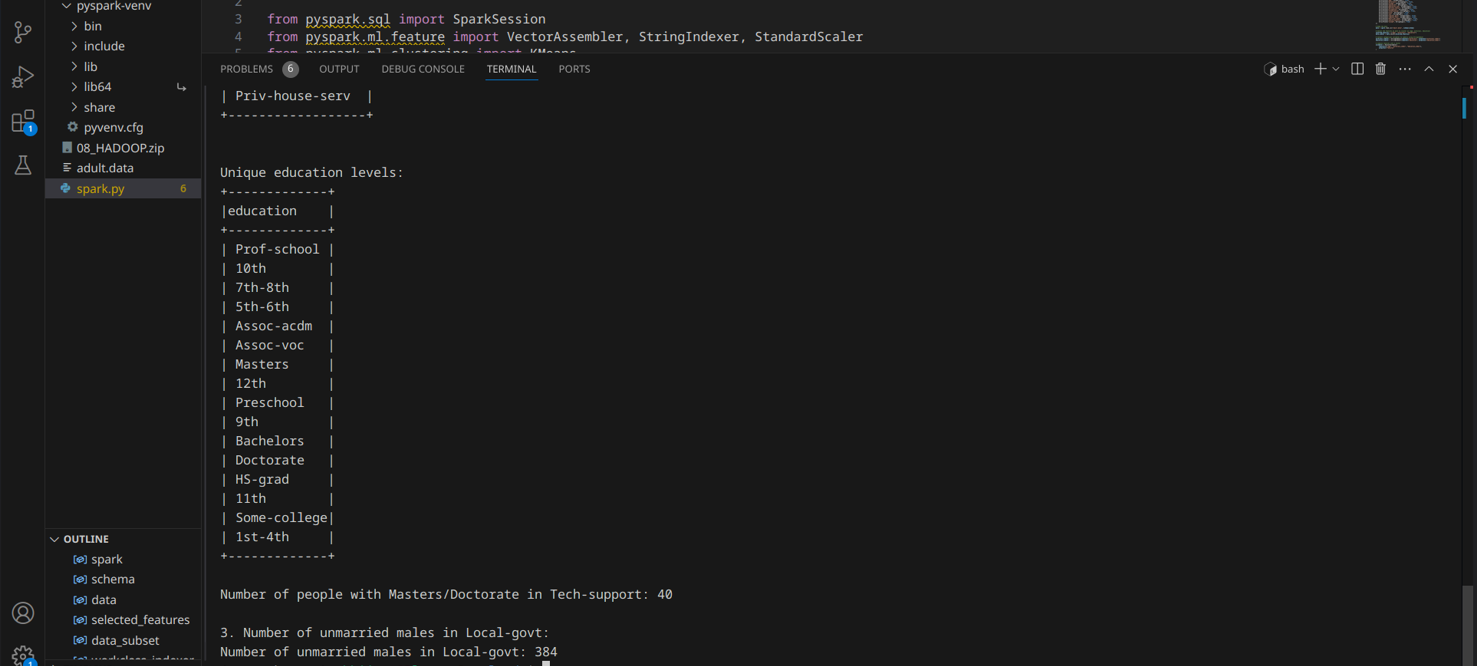 pyspark-venv
bin
include
lib
lib64
share
pyvenv.cfg
08_HADOOP.zip
adult.data
spark.py 6
OUTLINE
spark
schema
data
selected_features
data_subset
workclass_indexer
1
1
2
3 from pyspark.sql import SparkSession
4 from pyspark.ml.feature import VectorAssembler, StringIndexer, StandardScaler
5 from pyspark.ml.clustering import KMeans
PROBLEMS 6 OUTPUT DEBUG CONSOLE TERMINAL PORTS bash
| Priv-house-serv  |
+------------------+
Unique education levels:
+-------------+
|education    |
+-------------+
| Prof-school |
| 10th        |
| 7th-8th     |
| 5th-6th     |
| Assoc-acdm  |
| Assoc-voc   |
| Masters     |
| 12th        |
| Preschool   |
| 9th         |
| Bachelors   |
| Doctorate   |
| HS-grad     |
| 11th        |
| Some-college|
| 1st-4th     |
+-------------+
Number of people with Masters/Doctorate in Tech-support: 40
3. Number of unmarried males in Local-govt:
Number of unmarried males in Local-govt: 384